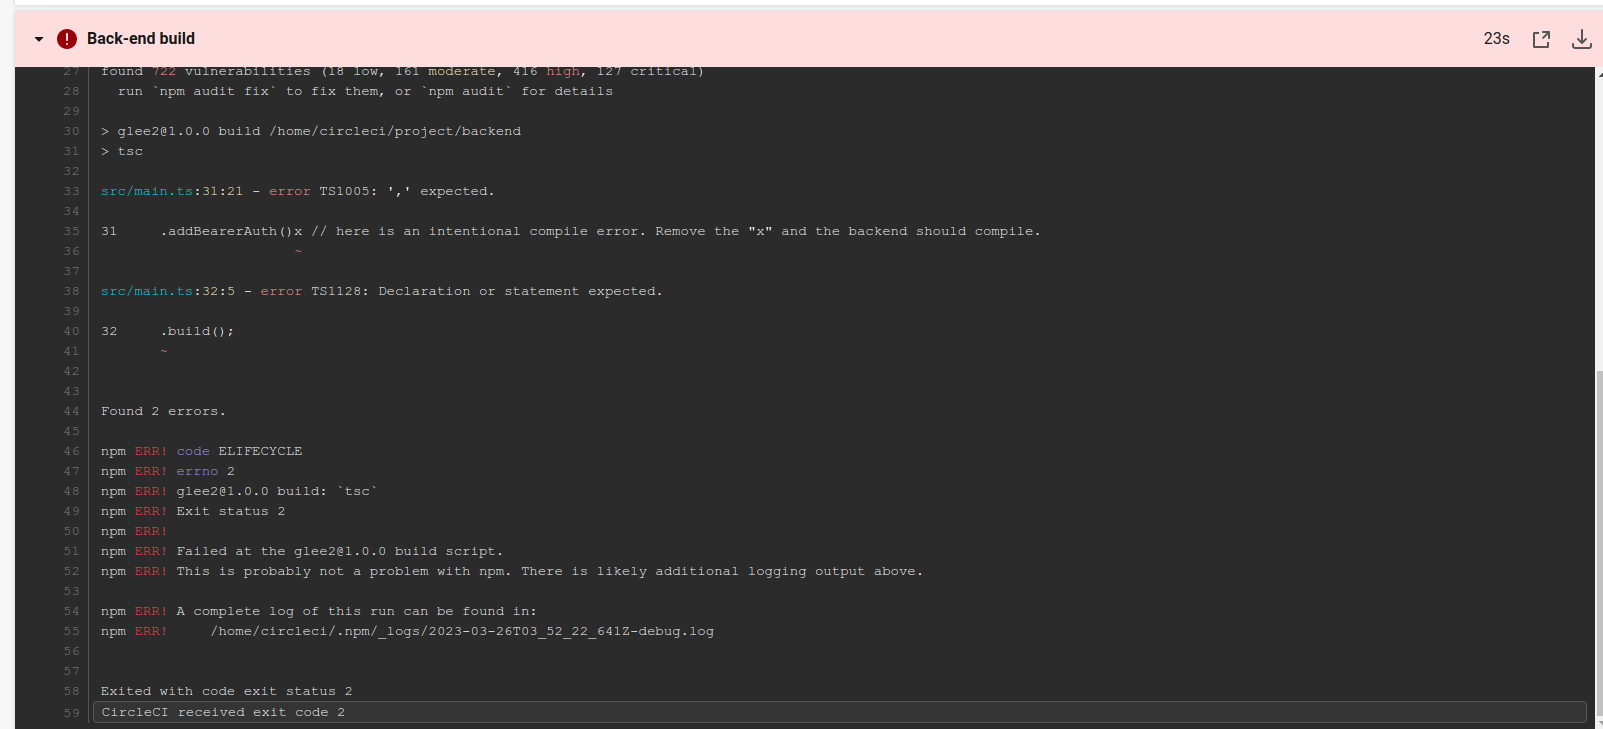 Back-end build 23s
27 found 722 vulnerabilities (18 low, 161 moderate, 416 high, 127 critical)
28 run `npm audit fix` to fix them, or `npm audit` for details
29
30 > glee2@1.0.0 build /home/circleci/project/backend
31 > tsc
32
33 src/main.ts:31:21 - error TS1005: ',' expected.
34
35 31 .addBearerAuth()x // here is an intentional compile error. Remove the "x" and the backend should compile.
36 ~
37
38 src/main.ts:32:5 - error TS1128: Declaration or statement expected.
39
40 32 .build();
41 ~
42
43
44 Found 2 errors.
45
46 npm ERR! code ELIFECYCLE
47 npm ERR! errno 2
48 npm ERR! glee2@1.0.0 build: `tsc`
49 npm ERR! Exit status 2
50 npm ERR!
51 npm ERR! Failed at the glee2@1.0.0 build script.
52 npm ERR! This is probably not a problem with npm. There is likely additional logging output above.
53
54 npm ERR! A complete log of this run can be found in:
55 npm ERR! /home/circleci/.npm/_logs/2023-03-26T03_52_22_641Z-debug.log
56
57
58 Exited with code exit status 2
59 CircleCI received exit code 2